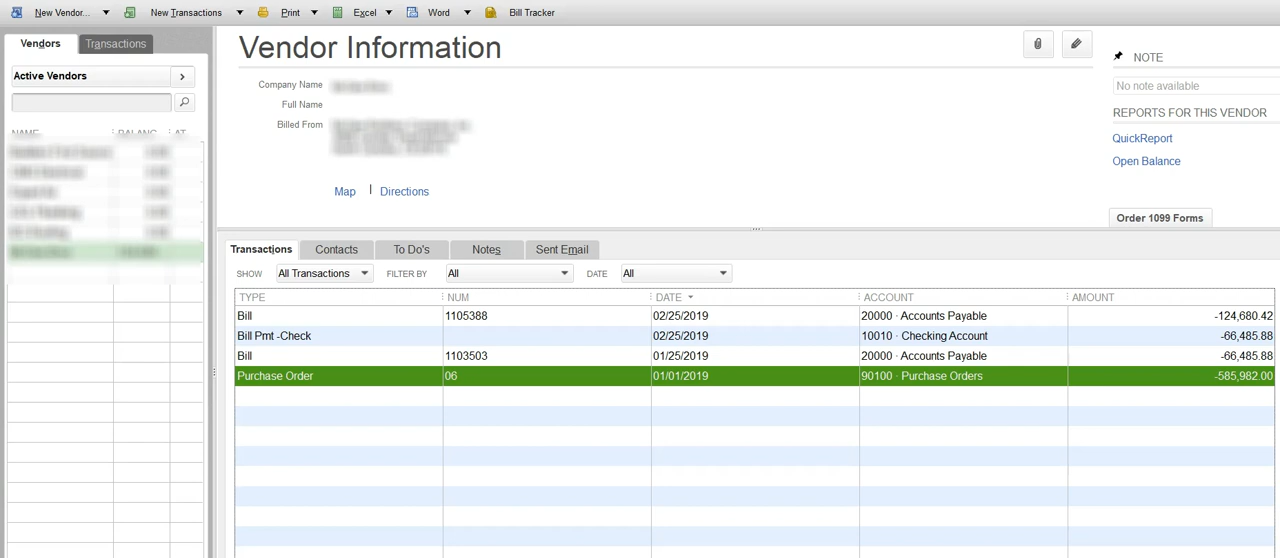 New Vendor... New Transactions Print Excel Word Bill Tracker
Vendors Transactions
Active Vendors
NAME BALANC... AT...
Vendor Information
Company Name
Full Name
Billed From
Map Directions
NOTE
No note available
REPORTS FOR THIS VENDOR
QuickReport
Open Balance
Order 1099 Forms
Transactions Contacts To Do's Notes Sent Email
SHOW All Transactions FILTER BY All DATE All
TYPE NUM DATE ACCOUNT AMOUNT
Bill 1105388 02/25/2019 20000 · Accounts Payable -124,680.42
Bill Pmt -Check 02/25/2019 10010 · Checking Account -66,485.88
Bill 1103503 01/25/2019 20000 · Accounts Payable -66,485.88
Purchase Order 06 01/01/2019 90100 · Purchase Orders -585,982.00